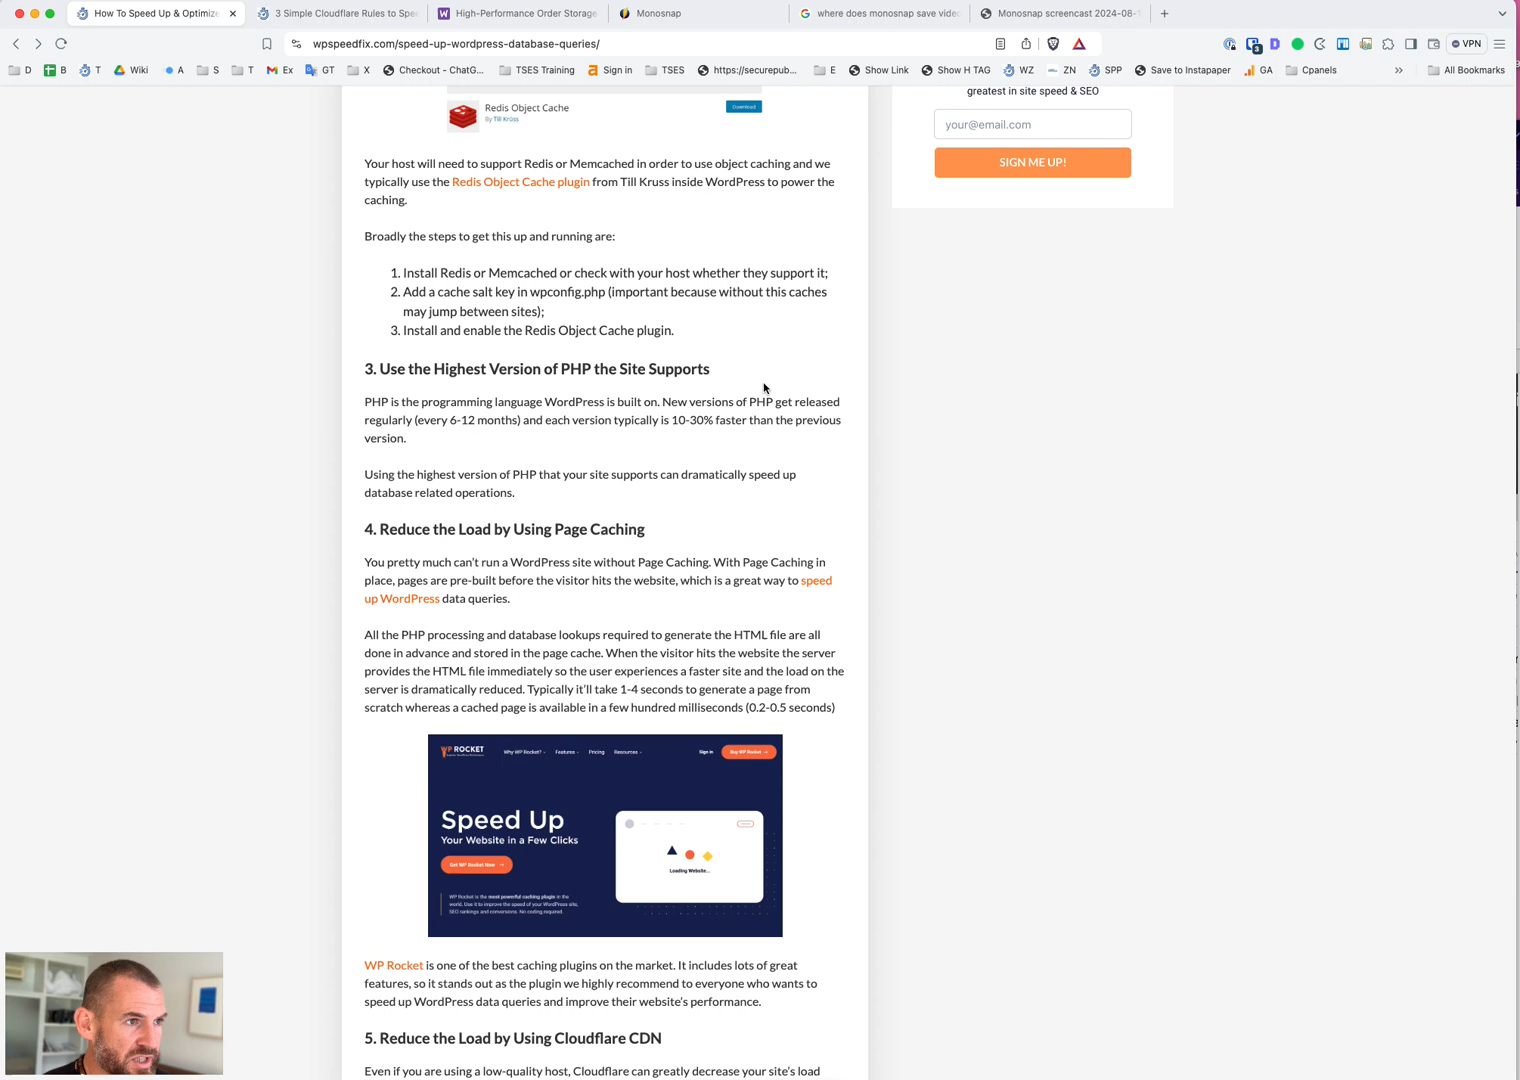 How To Speed Up & Optimize
3 Simple Cloudflare Rules to Spe
High-Performance Order Storage
Monosnap
where does monosnap save vide
Monosnap screencast 2024-08-1
wpspeedfix.com/speed-up-wordpress-database-queries/
VPN
D
B
T
Wiki
A
S
T
Ex
GT
X
Checkout - ChatG...
TSES Training
Sign in
TSES
https://securepub...
E
Show Link
Show H TAG
WZ
ZN
SPP
Save to Instapaper
GA
Cpanels
All Bookmarks
greatest in site speed & SEO
your@email.com
SIGN ME UP!
Redis Object Cache
By Till Krüss
Download
Your host will need to support Redis or Memcached in order to use object caching and we
typically use the Redis Object Cache plugin from Till Kruss inside WordPress to power the
caching.
Broadly the steps to get this up and running are:
1. Install Redis or Memcached or check with your host whether they support it;
2. Add a cache salt key in wpconfig.php (important because without this caches
may jump between sites);
3. Install and enable the Redis Object Cache plugin.
3. Use the Highest Version of PHP the Site Supports
PHP is the programming language WordPress is built on. New versions of PHP get released
regularly (every 6-12 months) and each version typically is 10-30% faster than the previous
version.
Using the highest version of PHP that your site supports can dramatically speed up
database related operations.
4. Reduce the Load by Using Page Caching
You pretty much can't run a WordPress site without Page Caching. With Page Caching in
place, pages are pre-built before the visitor hits the website, which is a great way to speed
up WordPress data queries.
All the PHP processing and database lookups required to generate the HTML file are all
done in advance and stored in the page cache. When the visitor hits the website the server
provides the HTML file immediately so the user experiences a faster site and the load on the
server is dramatically reduced. Typically it'll take 1-4 seconds to generate a page from
scratch whereas a cached page is available in a few hundred milliseconds (0.2-0.5 seconds)
WP ROCKET
Why WP Rocket?
Features
Pricing
Resources
Sign in
Buy WP Rocket
Speed Up
Your Website in a Few Clicks
Get WP Rocket Now
Loading Website...
WP Rocket is the most powerful caching plugin in the
world. Use it to improve the speed of your WordPress site,
SEO rankings and conversions. No coding required.
WP Rocket is one of the best caching plugins on the market. It includes lots of great
features, so it stands out as the plugin we highly recommend to everyone who wants to
speed up WordPress data queries and improve their website's performance.
5. Reduce the Load by Using Cloudflare CDN
Even if you are using a low-quality host, Cloudflare can greatly decrease your site's load